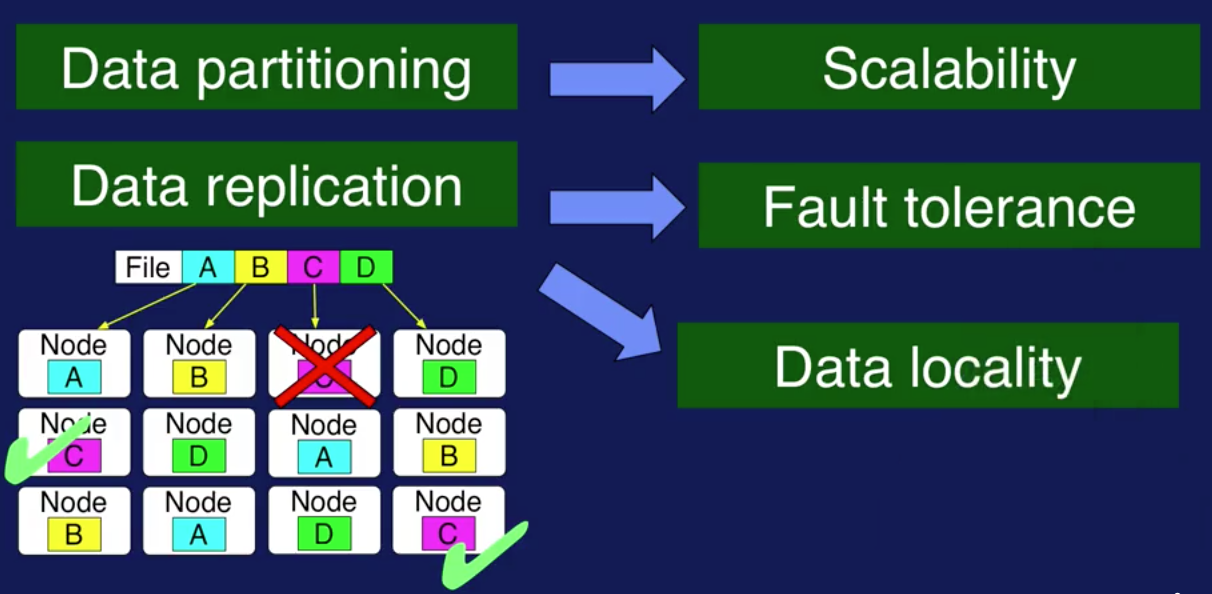 Data partitioning
Scalability
Data replication
Fault tolerance
File A B C D
Node Node Node Node
A B C D
Data locality
Node Node Node Node
C D A B
Node Node Node Node
B A D C